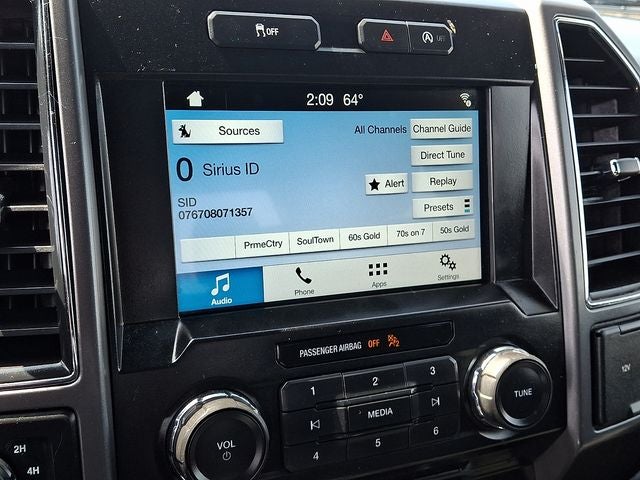 OFF
OFF
2:09 64°
Sources
All Channels
Channel Guide
0 Sirius ID
Direct Tune
Alert
Replay
SID
076708071357
Presets
PrmeCtry
SoulTown
60s Gold
70s on 7
50s Gold
Audio
Phone
Apps
Settings
PASSENGER AIRBAG OFF
1
2
3
MEDIA
4
5
6
VOL
TUNE
12V
2H
4H